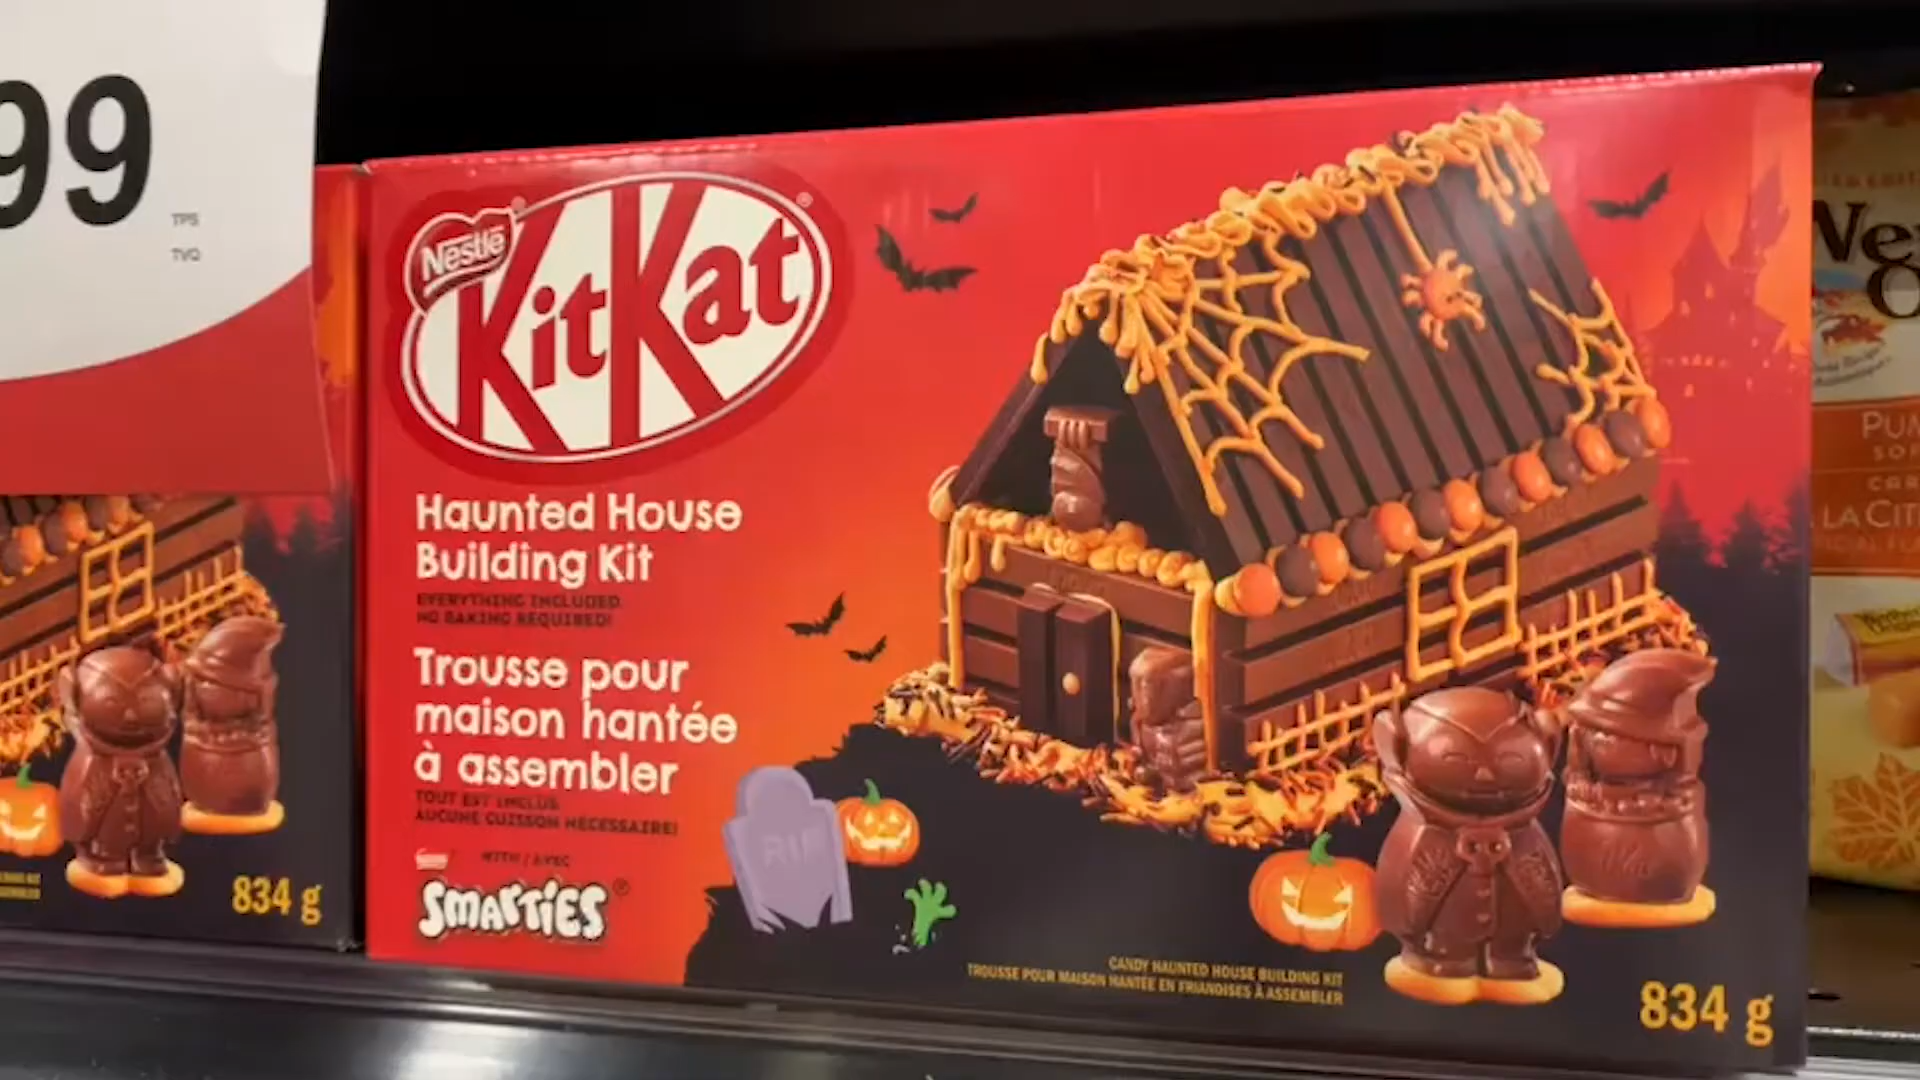 99
TPS
TVQ
Nestlé
KitKat
Haunted House
Building Kit
EVERYTHING INCLUDED.
NO BAKING REQUIRED!
Trousse pour
maison hantée
à assembler
TOUT EST INCLUS.
AUCUNE CUISSON NÉCESSAIRE!
WITH / AVEC
SMARTIES
RIP
CANDY HAUNTED HOUSE BUILDING KIT
TROUSSE POUR MAISON HANTÉE EN FRIANDISES À ASSEMBLER
834 g
834 g
LA CIT